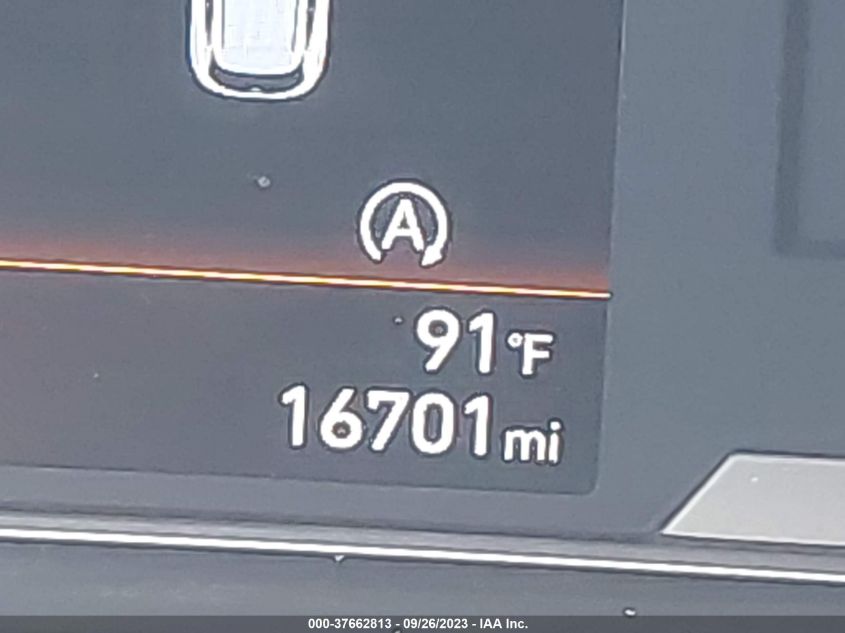 A
91°F
16701mi
000-37662813 - 09/26/2023 - IAA Inc.